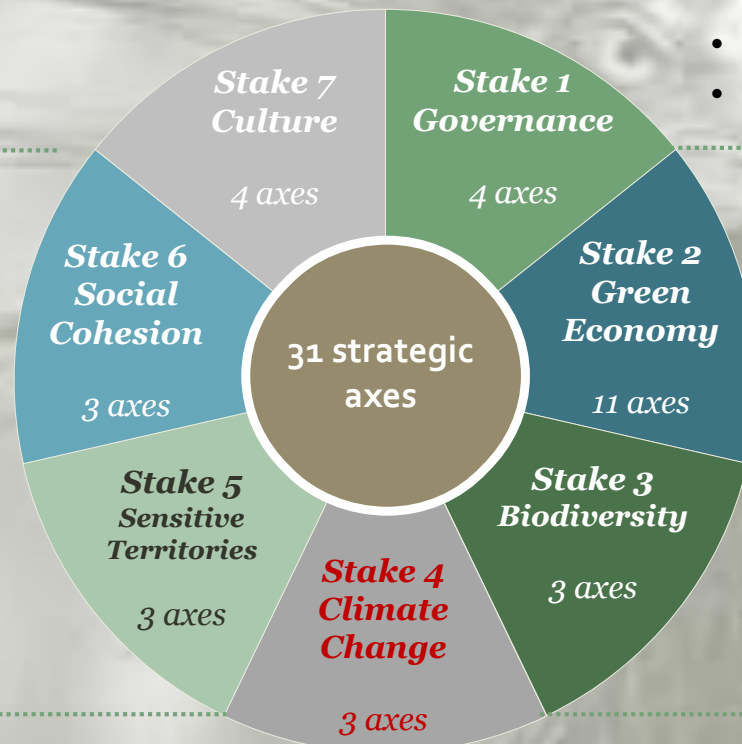 Stake 1
Governance
4 axes
Stake 2
Green
Economy
11 axes
Stake 3
Biodiversity
3 axes
Stake 4
Climate
Change
3 axes
Stake 5
Sensitive
Territories
3 axes
Stake 6
Social
Cohesion
3 axes
Stake 7
Culture
4 axes
31 strategic
axes